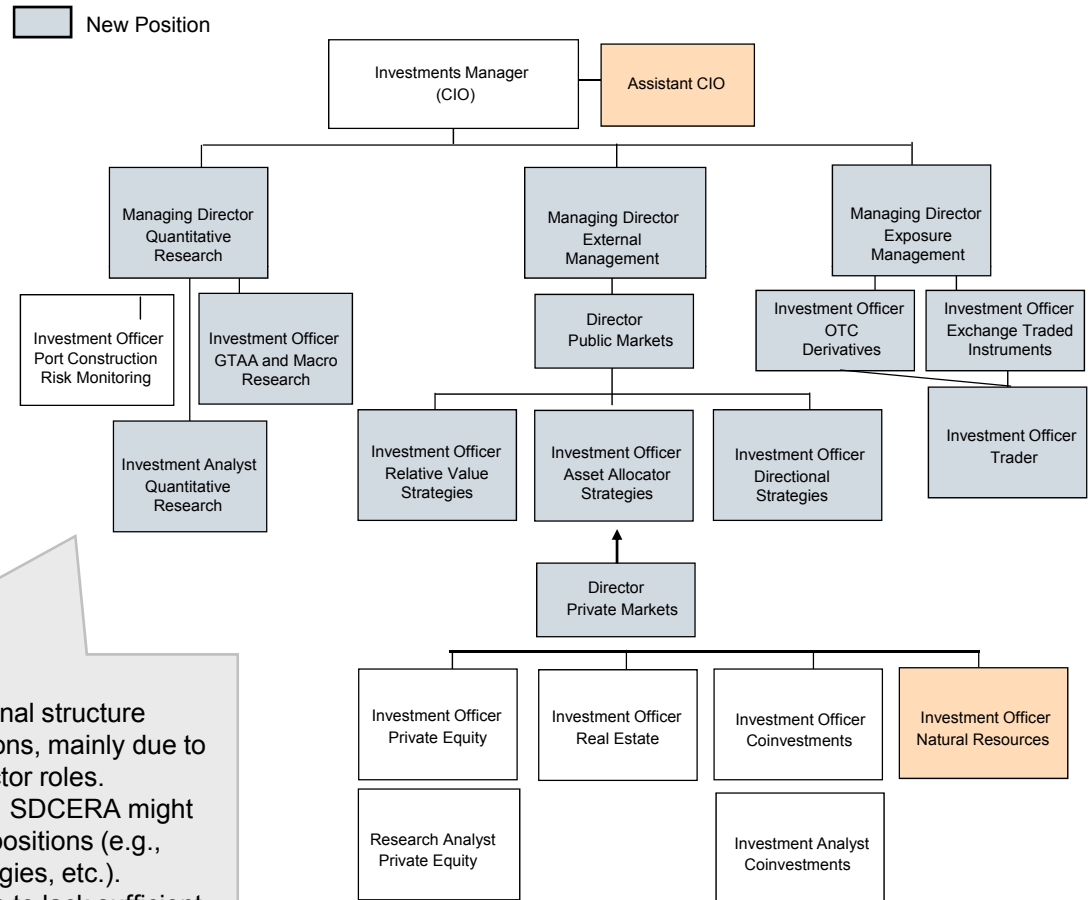 New Position
Investments Manager
(CIO)
Assistant CIO
Managing Director
Quantitative
Research
Managing Director
External
Management
Managing Director
Exposure
Management
Investment Officer
Port Construction
Risk Monitoring
Investment Officer
GTAA and Macro
Research
Director
Public Markets
Investment Officer
OTC
Derivatives
Investment Officer
Exchange Traded
Instruments
Investment Analyst
Quantitative
Research
Investment Officer
Relative Value
Strategies
Investment Officer
Asset Allocator
Strategies
Investment Officer
Directional
Strategies
Investment Officer
Trader
Director
Private Markets
Investment Officer
Private Equity
Investment Officer
Real Estate
Investment Officer
Coinvestments
Investment Officer
Natural Resources
Research Analyst
Private Equity
Investment Analyst
Coinvestments
nal structure
ons, mainly due to
ctor roles.
SDCERA might
positions (e.g.,
gies, etc.).
to lack sufficient